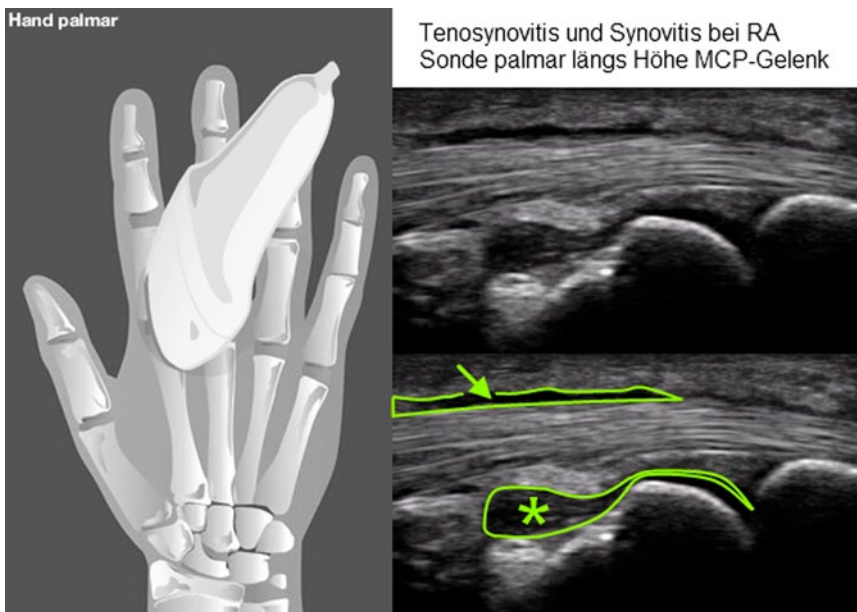 Hand palmar
Tenosynovitis und Synovitis bei RA
Sonde palmar längs Höhe MCP-Gelenk
*